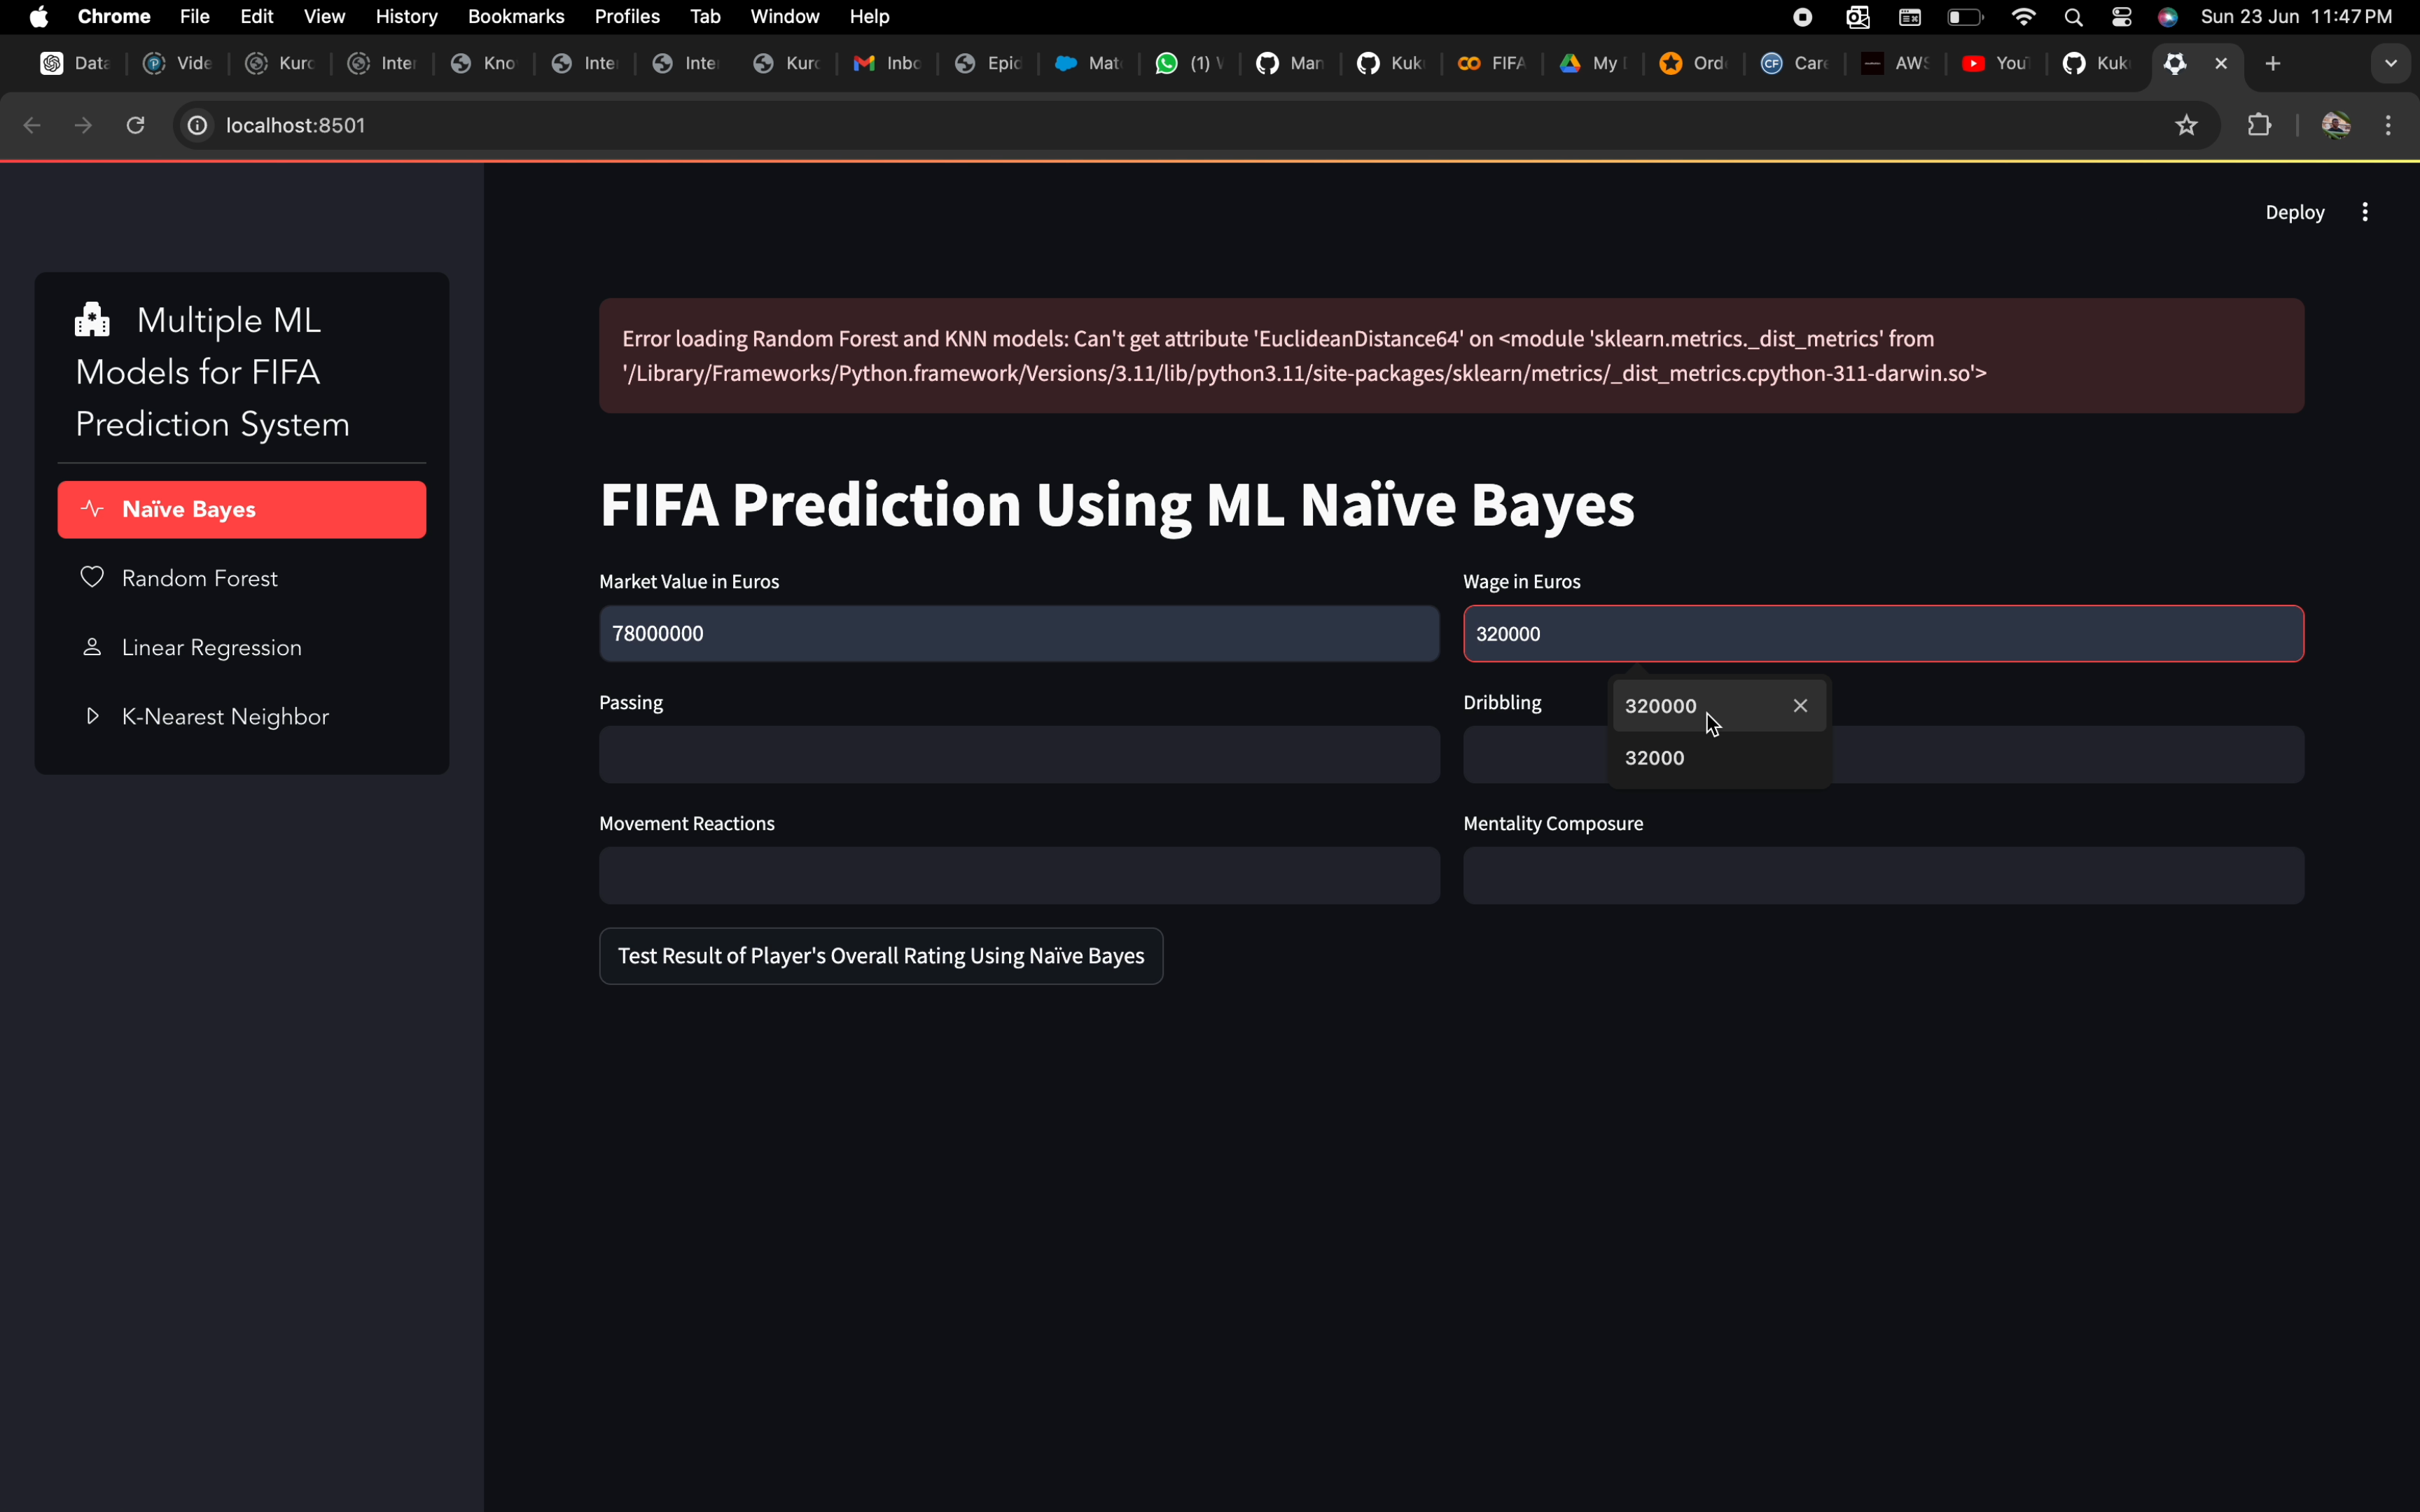 Chrome File Edit View History Bookmarks Profiles Tab Window Help Sun 23 Jun 11:47 PM
Data Vide Kuro Inter Kno Inte Inte Kuro Inbo Epic Mat (1) Man Kuk FIFA My Ord Care AWS You Kuk
localhost:8501
Deploy
Multiple ML
Models for FIFA
Prediction System
Naïve Bayes
Random Forest
Linear Regression
K-Nearest Neighbor
Error loading Random Forest and KNN models: Can't get attribute 'EuclideanDistance64' on <module 'sklearn.metrics._dist_metrics' from
'/Library/Frameworks/Python.framework/Versions/3.11/lib/python3.11/site-packages/sklearn/metrics/_dist_metrics.cpython-311-darwin.so'>
FIFA Prediction Using ML Naïve Bayes
Market Value in Euros Wage in Euros
78000000 320000
Passing Dribbling
320000
32000
Movement Reactions Mentality Composure
Test Result of Player's Overall Rating Using Naïve Bayes